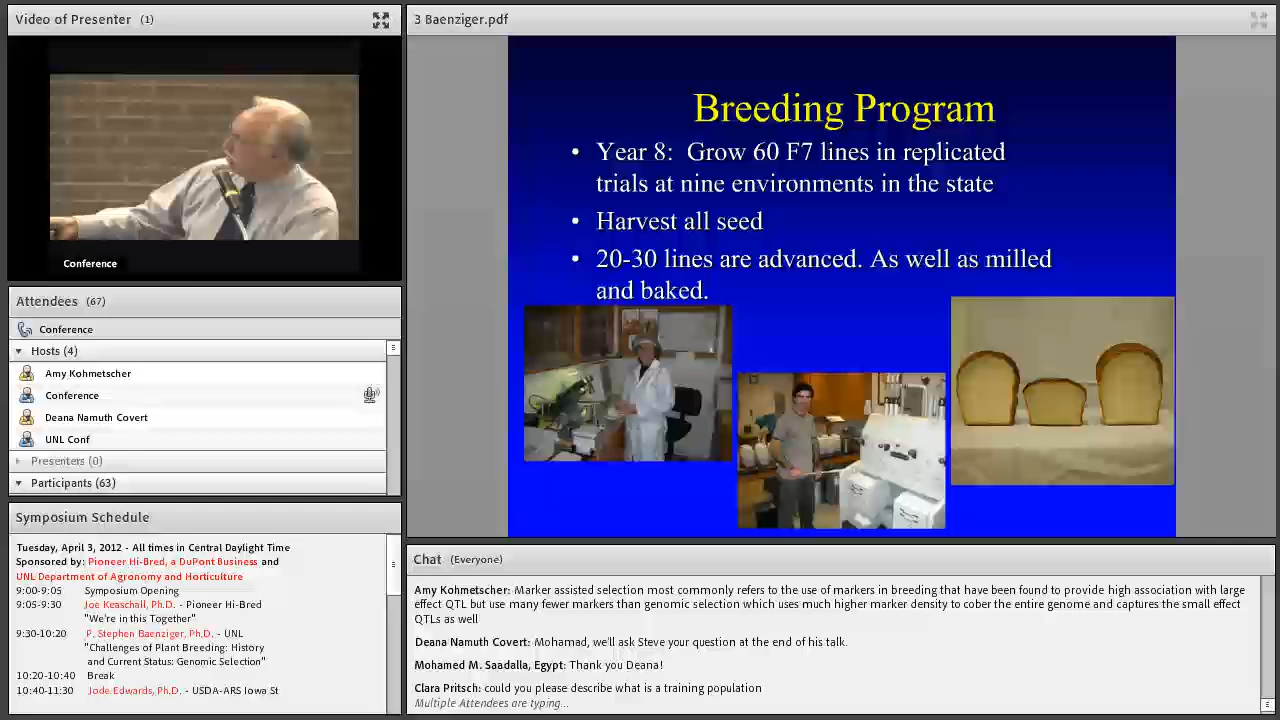 Video of Presenter (1)
Conference
Attendees (67)
Conference
Hosts (4)
Amy Kohmetscher
Conference
Deana Namuth Covert
UNL Conf
Presenters (0)
Participants (63)
Symposium Schedule
Tuesday, April 3, 2012 - All times in Central Daylight Time
Sponsored by: Pioneer Hi-Bred, a DuPont Business and
UNL Department of Agronomy and Horticulture
9:00-9:05 Symposium Opening
9:05-9:30 Joe Keaschall, Ph.D. - Pioneer Hi-Bred
"We're in this Together"
9:30-10:20 P. Stephen Baenziger, Ph.D. - UNL
"Challenges of Plant Breeding: History
and Current Status: Genomic Selection"
10:20-10:40 Break
10:40-11:30 Jode Edwards, Ph.D. - USDA-ARS Iowa St
3 Baenziger.pdf
Breeding Program
• Year 8: Grow 60 F7 lines in replicated
trials at nine environments in the state
• Harvest all seed
• 20-30 lines are advanced. As well as milled
and baked.
Chat (Everyone)
Amy Kohmetscher: Marker assisted selection most commonly refers to the use of markers in breeding that have been found to provide high association with large
effect QTL but use many fewer markers than genomic selection which uses much higher marker density to cober the entire genome and captures the small effect
QTLs as well
Deana Namuth Covert: Mohamad, we'll ask Steve your question at the end of his talk.
Mohamed M. Saadalla, Egypt: Thank you Deana!
Clara Pritsch: could you please describe what is a training population
Multiple Attendees are typing...